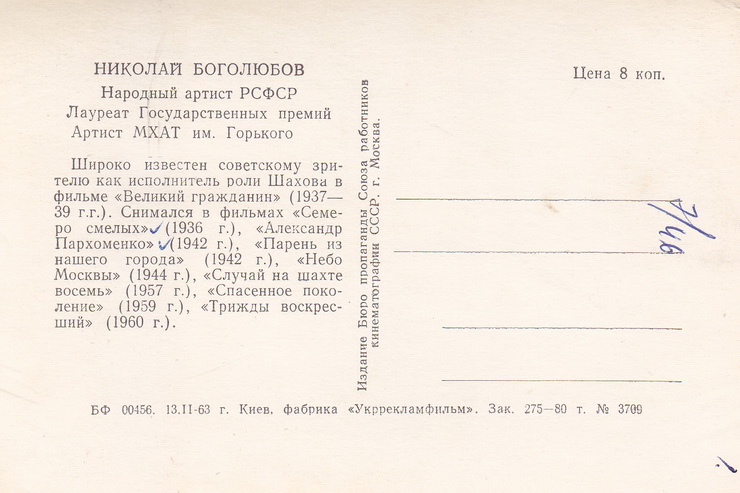 НИКОЛАЙ БОГОЛЮБОВ
Народный артист РСФСР
Лауреат Государственных премий
Артист МХАТ им. Горького
Широко известен советскому зри-
телю как исполнитель роли Шахова в
фильме «Великий гражданин» (1937—
39 г.г.). Снимался в фильмах «Семе-
ро смелых» (1936 г.), «Александр
Пархоменко» (1942 г.), «Парень из
нашего города» (1942 г.), «Небо
Москвы» (1944 г.), «Случай на шахте
восемь» (1957 г.), «Спасенное поко-
ление» (1959 г.), «Трижды воскрес-
ший» (1960 г.).
Издание Бюро пропаганды Союза работников
кинематографии СССР. г. Москва.
Цена 8 коп.
БФ 00456. 13.II-63 г. Киев, фабрика «Укррекламфильм». Зак. 275—80 т. № 3709